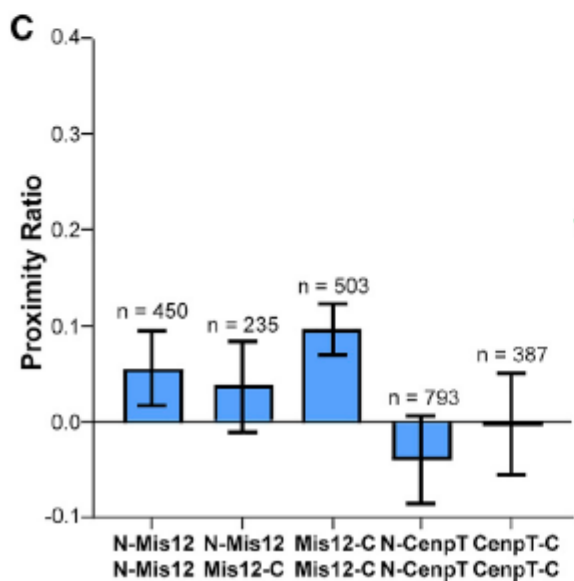 C
0.4
0.3
0.2
0.1
0.0
-0.1
Proximity Ratio
n = 450
n = 235
n = 503
n = 793
n = 387
N-Mis12 N-Mis12 Mis12-C N-CenpT CenpT-C
N-Mis12 Mis12-C Mis12-C N-CenpT CenpT-C